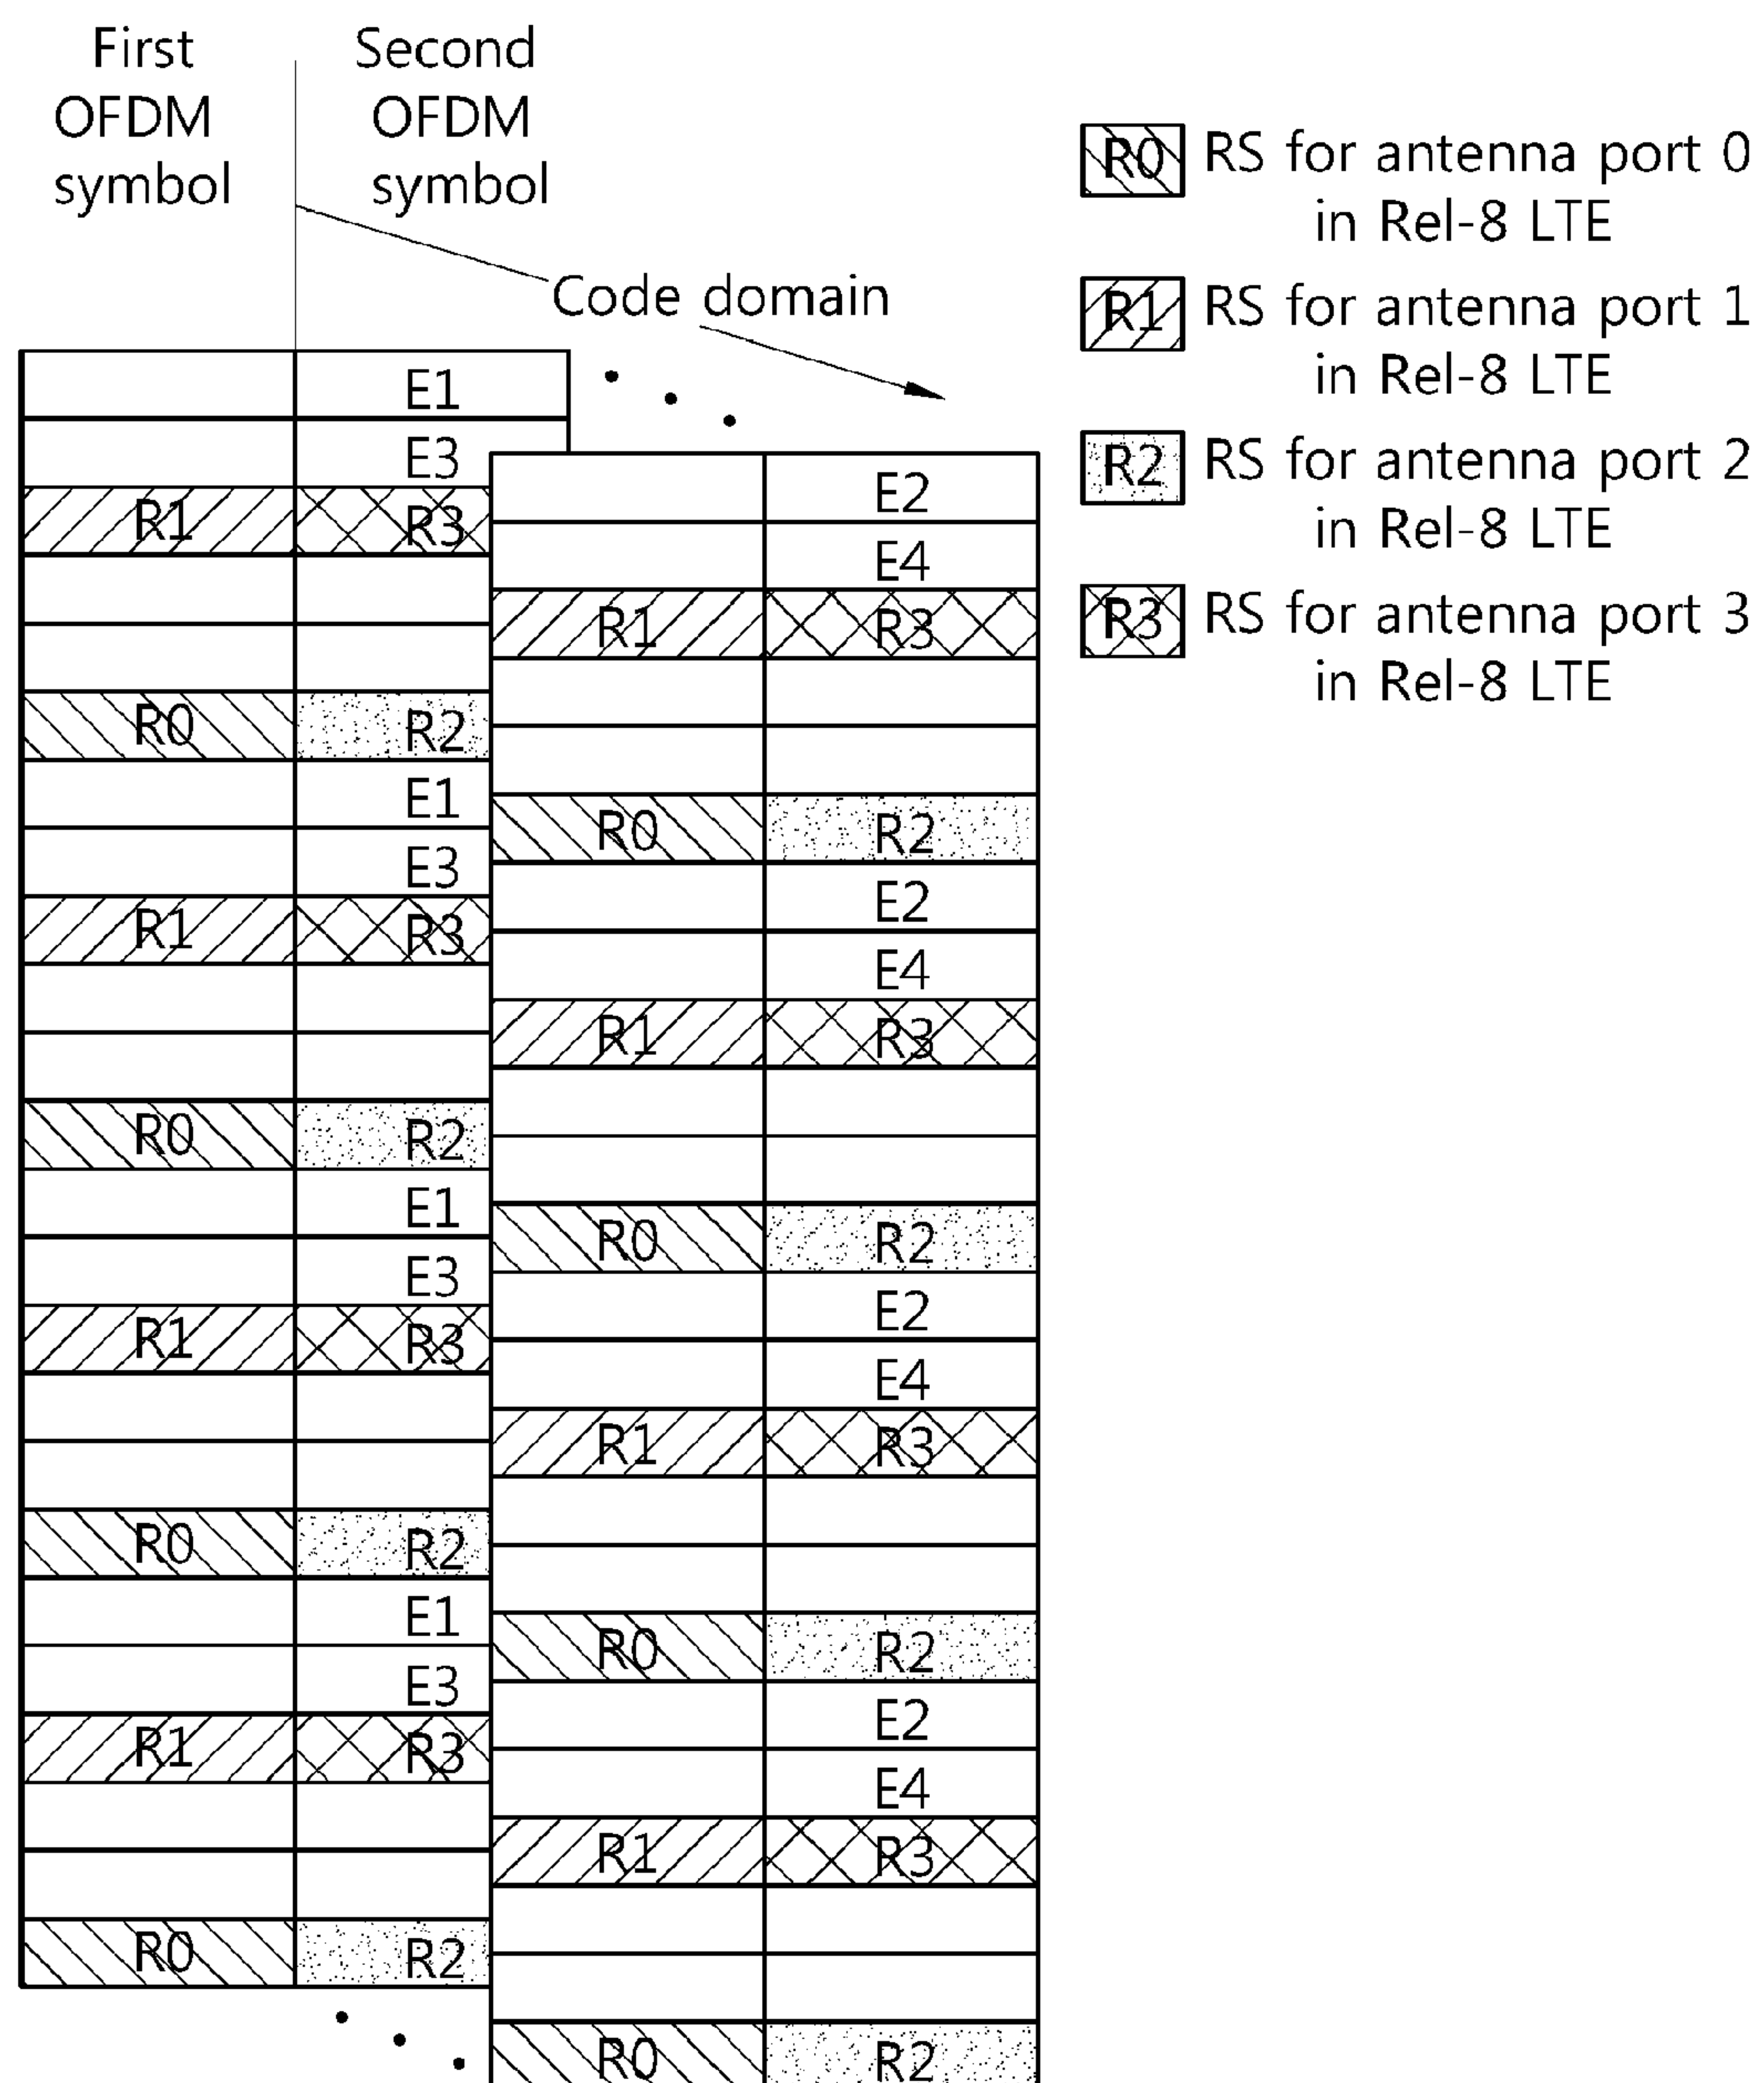 First Second
OFDM OFDM
symbol symbol
Code domain
R0 RS for antenna port 0
in Rel-8 LTE
R1 RS for antenna port 1
in Rel-8 LTE
R2 RS for antenna port 2
in Rel-8 LTE
R3 RS for antenna port 3
in Rel-8 LTE
E1
E3
R1 R3
R0 R2
E1
E3
R1 R3
R0 R2
E1
E3
R1 R3
R0 R2
E1
E3
R1 R3
R0 R2
E2
E4
R1 R3
R0 R2
E2
E4
R1 R3
R0 R2
E2
E4
R1 R3
R0 R2
E2
E4
R1 R3
R0 R2